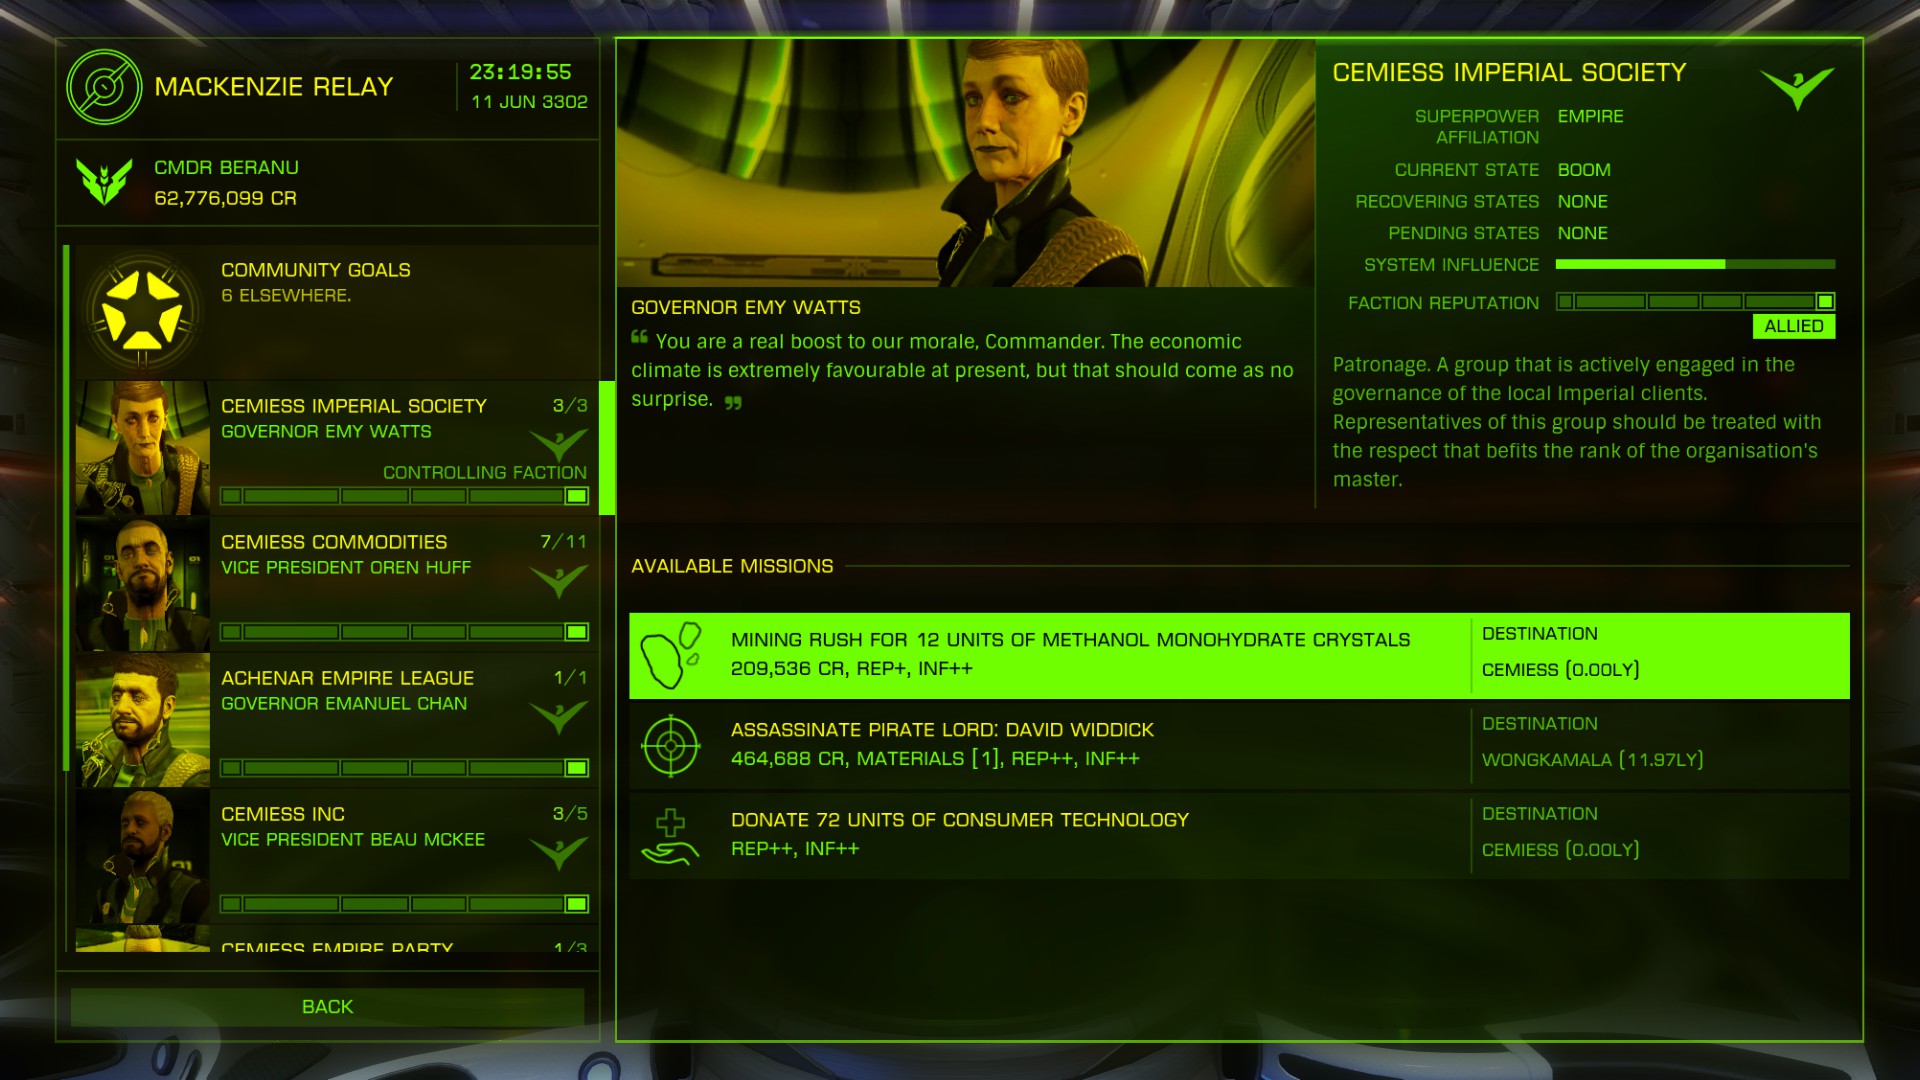 MACKENZIE RELAY
23:19:55
11 JUN 3302
CMDR BERANU
62,776,099 CR
COMMUNITY GOALS
6 ELSEWHERE.
CEMIESS IMPERIAL SOCIETY 3/3
GOVERNOR EMY WATTS
CONTROLLING FACTION
CEMIESS COMMODITIES 7/11
VICE PRESIDENT OREN HUFF
ACHENAR EMPIRE LEAGUE 1/1
GOVERNOR EMANUEL CHAN
CEMIESS INC 3/5
VICE PRESIDENT BEAU MCKEE
CEMIESS EMPIRE PARTY 1/3
BACK
GOVERNOR EMY WATTS
“ You are a real boost to our morale, Commander. The economic
climate is extremely favourable at present, but that should come as no
surprise. ”
CEMIESS IMPERIAL SOCIETY
SUPERPOWER AFFILIATION EMPIRE
CURRENT STATE BOOM
RECOVERING STATES NONE
PENDING STATES NONE
SYSTEM INFLUENCE
FACTION REPUTATION
ALLIED
Patronage. A group that is actively engaged in the
governance of the local Imperial clients.
Representatives of this group should be treated with
the respect that befits the rank of the organisation's
master.
AVAILABLE MISSIONS
MINING RUSH FOR 12 UNITS OF METHANOL MONOHYDRATE CRYSTALS
209,536 CR, REP+, INF++
DESTINATION
CEMIESS (0.00LY)
ASSASSINATE PIRATE LORD: DAVID WIDDICK
464,688 CR, MATERIALS [1], REP++, INF++
DESTINATION
WONGKAMALA (11.97LY)
DONATE 72 UNITS OF CONSUMER TECHNOLOGY
REP++, INF++
DESTINATION
CEMIESS (0.00LY)